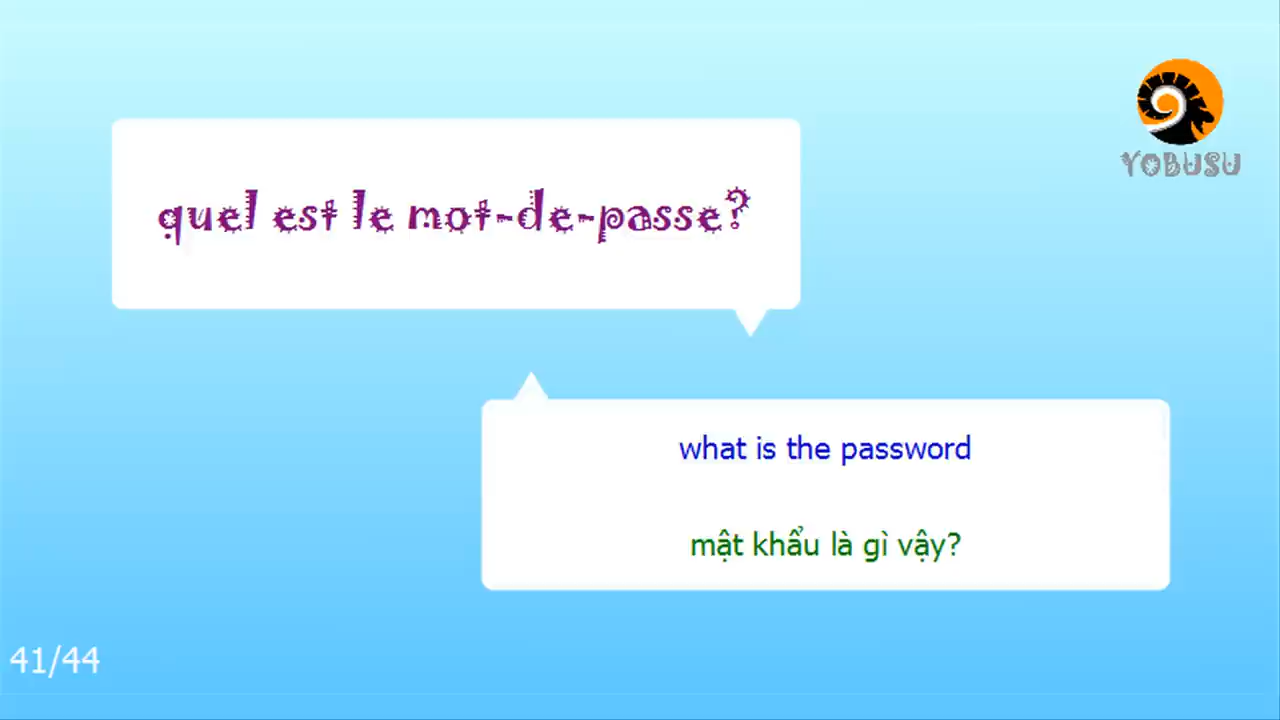 YOBUSU
quel est le mot-de-passe?
what is the password
mật khẩu là gì vậy?
41/44